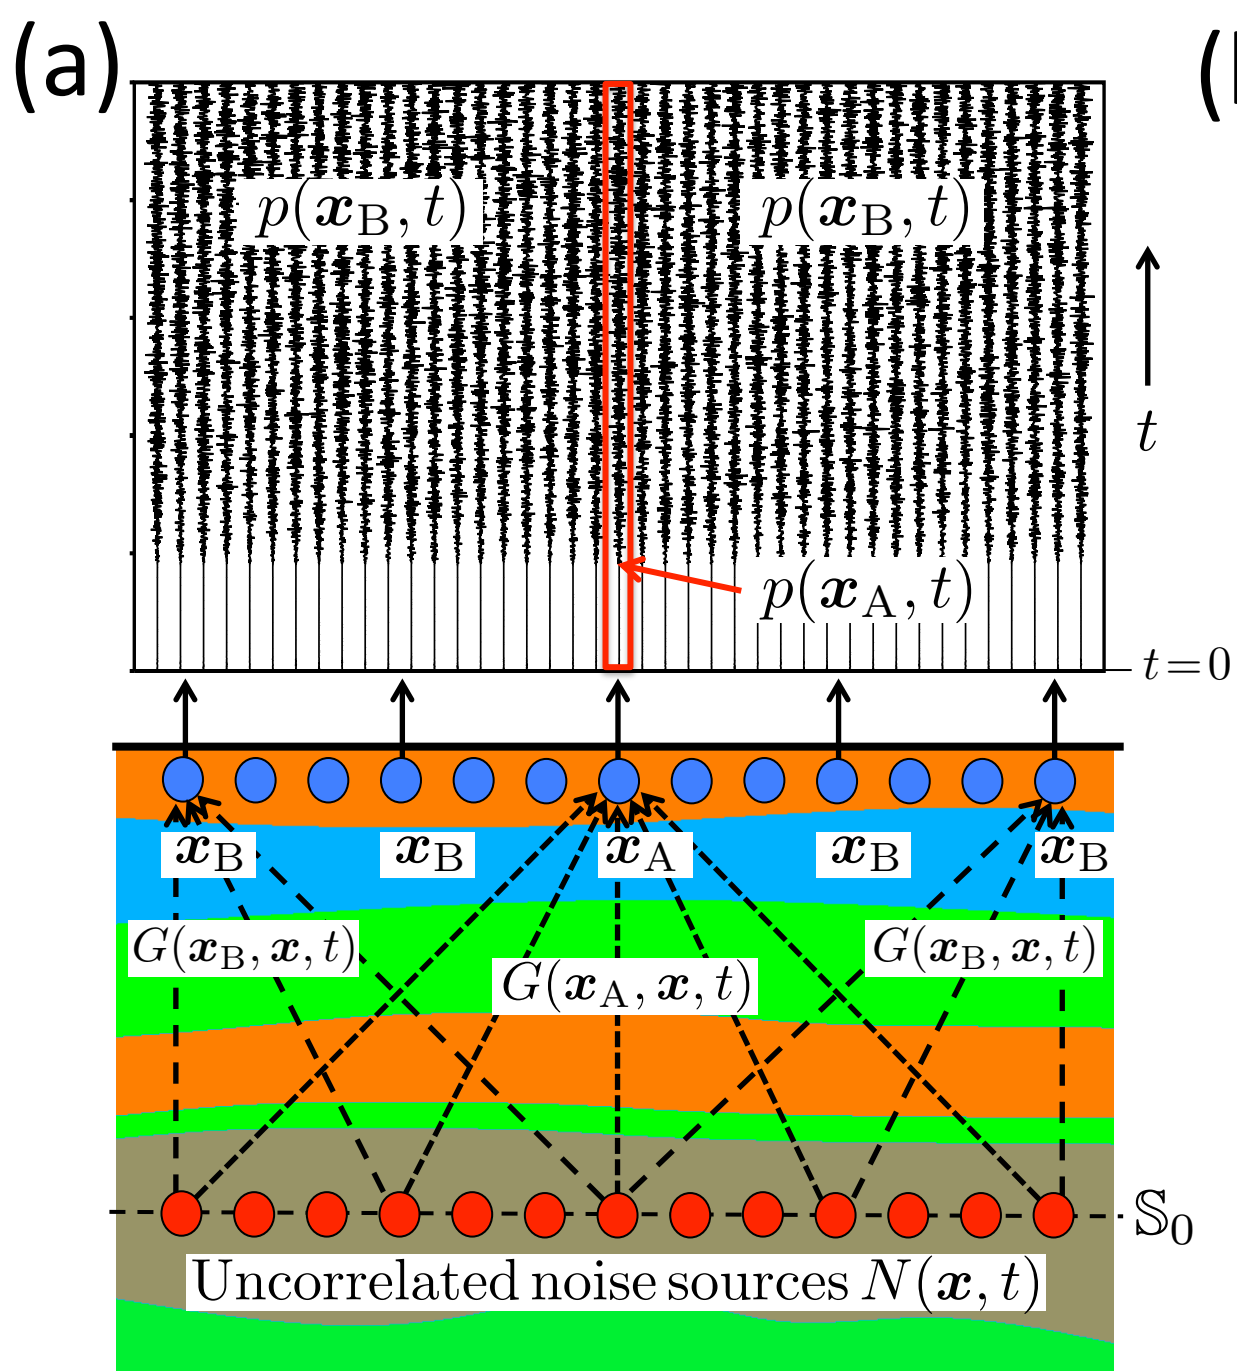 (a)
(
p(x_B, t) p(x_B, t)
t
p(x_A, t)
t=0
x_B x_B x_A x_B x_B
G(x_B, x, t) G(x_A, x, t) G(x_B, x, t)
𝕊_0
Uncorrelated noise sources N(x, t)